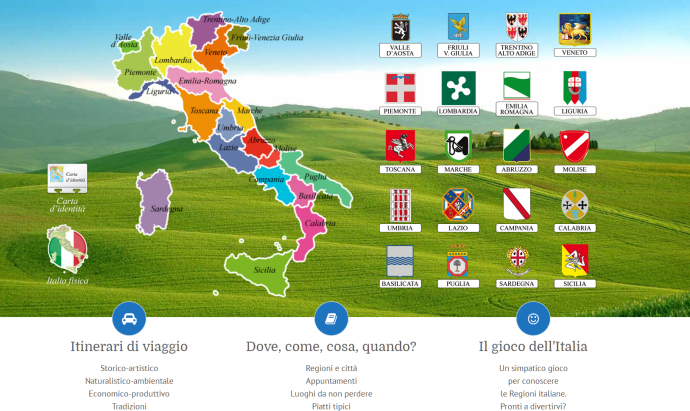 Trentino-Alto Adige
Valle
d'Aosta
Friuli-Venezia Giulia
Veneto
Lombardia
Piemonte
Emilia-Romagna
Liguria
Toscana
Marche
Umbria
Abruzzo
Lazio
Molise
Campania
Puglia
Basilicata
Sardegna
Calabria
Sicilia
Carta
d'identità
Carta
d'identità
Italia fisica
VALLE
D'AOSTA
FRIULI
V. GIULIA
TRENTINO
ALTO ADIGE
VENETO
PIEMONTE
LOMBARDIA
EMILIA
ROMAGNA
LIGURIA
TOSCANA
MARCHE
ABRUZZO
MOLISE
UMBRIA
LAZIO
CAMPANIA
CALABRIA
BASILICATA
PUGLIA
SARDEGNA
SICILIA
Itinerari di viaggio
Storico-artistico
Naturalistico-ambientale
Economico-produttivo
Tradizioni
Dove, come, cosa, quando?
Regioni e città
Appuntamenti
Luoghi da non perdere
Piatti tipici
Il gioco dell'Italia
Un simpatico gioco
per conoscere
le Regioni italiane.
Pronti a divertirvi?